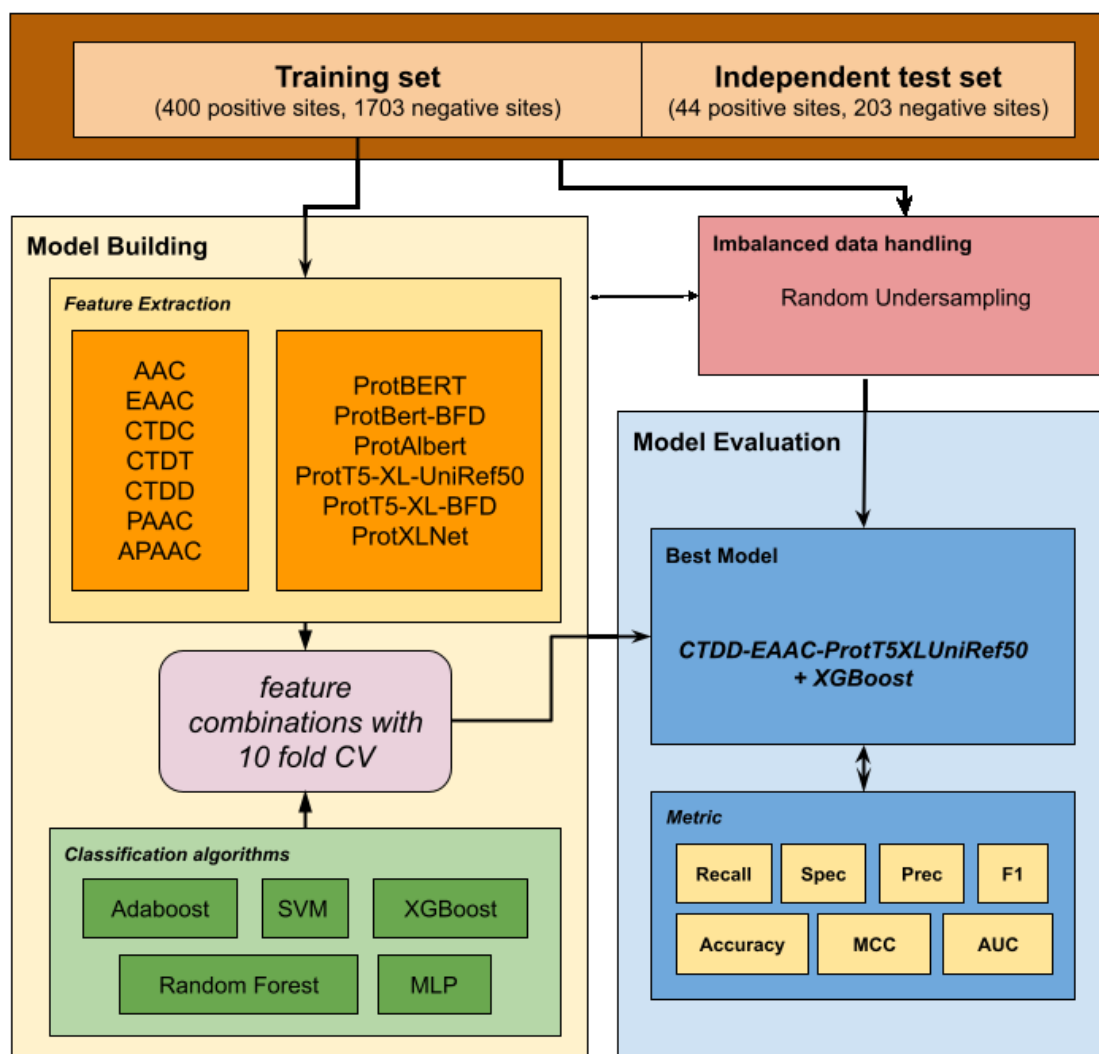 Training set
(400 positive sites, 1703 negative sites)
Independent test set
(44 positive sites, 203 negative sites)
Model Building
Feature Extraction
AAC
EAAC
CTDC
CTDT
CTDD
PAAC
APAAC
ProtBERT
ProtBert-BFD
ProtAlbert
ProtT5-XL-UniRef50
ProtT5-XL-BFD
ProtXLNet
feature
combinations with
10 fold CV
Classification algorithms
Adaboost
SVM
XGBoost
Random Forest
MLP
Imbalanced data handling
Random Undersampling
Model Evaluation
Best Model
CTDD-EAAC-ProtT5XLUniRef50
+ XGBoost
Metric
Recall
Spec
Prec
F1
Accuracy
MCC
AUC